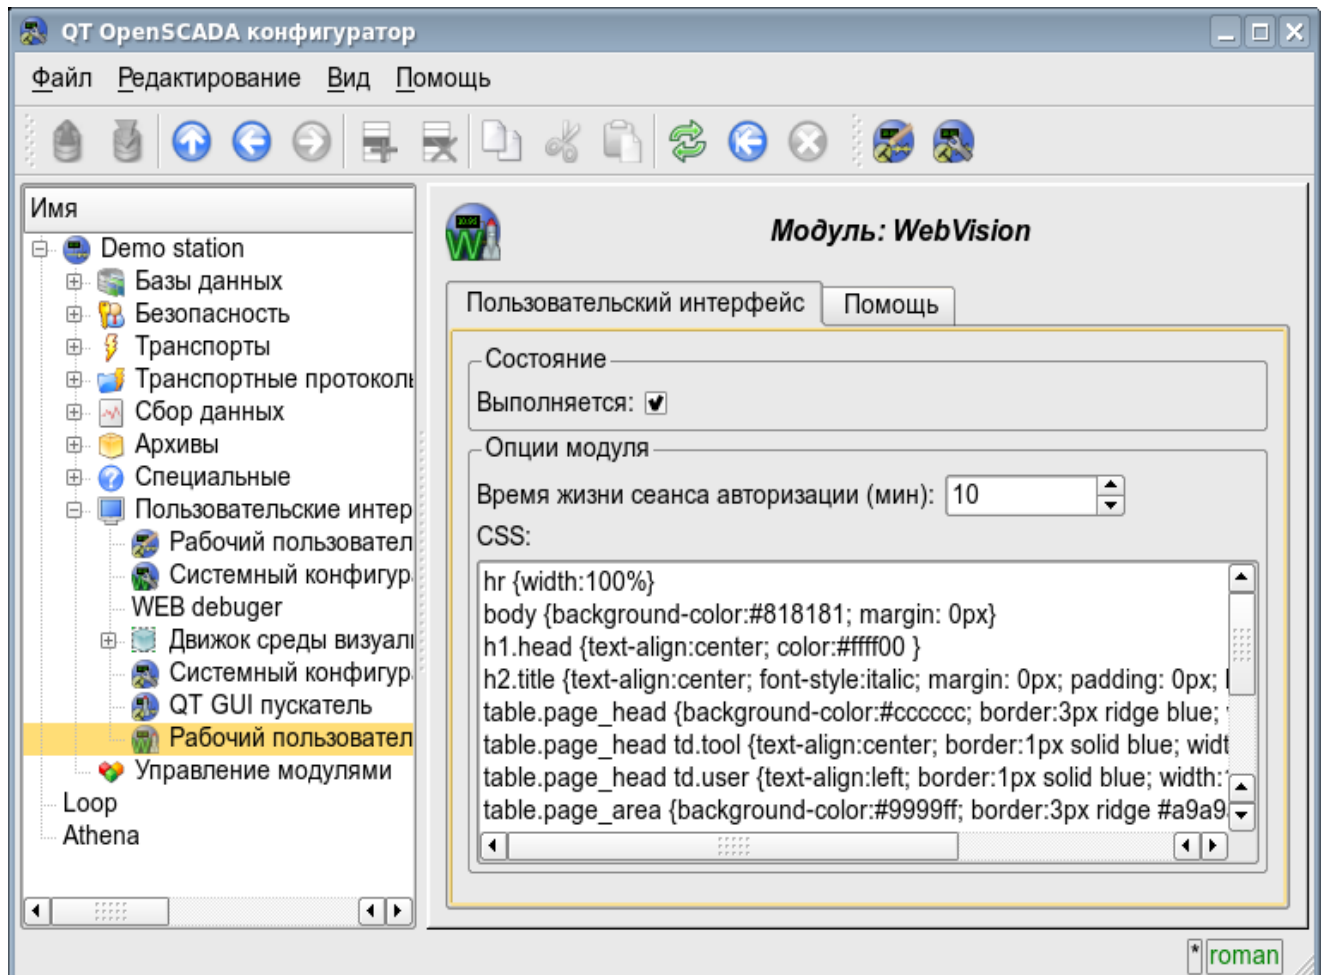 QT OpenSCADA конфигуратор
Файл Редактирование Вид Помощь
Имя
Demo station
Базы данных
Безопасность
Транспорты
Транспортные протоколы
Сбор данных
Архивы
Специальные
Пользовательские интер
Рабочий пользовател
Системный конфигур
WEB debuger
Движок среды визуал
Системный конфигур
QT GUI пускатель
Рабочий пользовател
Управление модулями
Loop
Athena
Модуль: WebVision
Пользовательский интерфейс Помощь
Состояние
Выполняется:
Опции модуля
Время жизни сеанса авторизации (мин): 10
CSS:
hr {width:100%}
body {background-color:#818181; margin: 0px}
h1.head {text-align:center; color:#ffff00 }
h2.title {text-align:center; font-style:italic; margin: 0px; padding: 0px;
table.page_head {background-color:#cccccc; border:3px ridge blue;
table.page_head td.tool {text-align:center; border:1px solid blue; widt
table.page_head td.user {text-align:left; border:1px solid blue; width:
table.page_area {background-color:#9999ff; border:3px ridge #a9a9
* roman